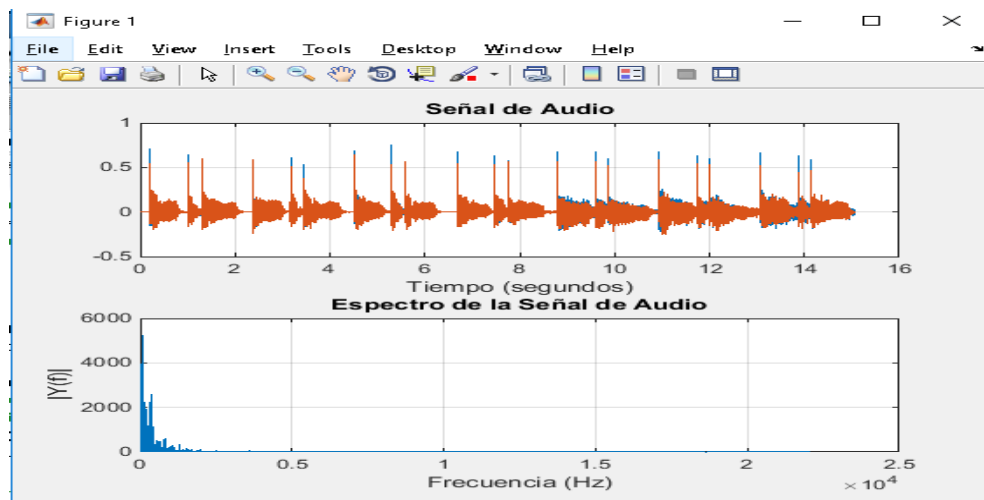 Figure 1
File Edit View Insert Tools Desktop Window Help
Señal de Audio
1
0.5
0
-0.5
0 2 4 6 8 10 12 14 16
Tiempo (segundos)
Espectro de la Señal de Audio
6000
4000
2000
0
|Y(f)|
0 0.5 1 1.5 2 2.5
Frecuencia (Hz)
× 10^4